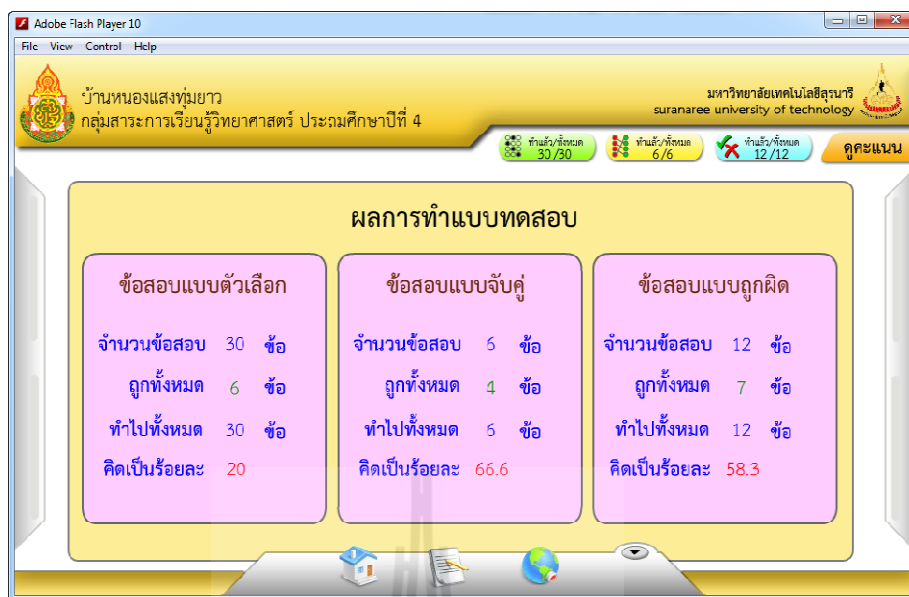 Adobe Flash Player 10
File View Control Help
บ้านหนองแสงทุ่มยาว
กลุ่มสาระการเรียนรู้วิทยาศาสตร์ ประถมศึกษาปีที่ 4
มหาวิทยาลัยเทคโนโลยีสุรนารี
suranaree university of technology
ทำแล้ว/ทั้งหมด
30/30
ทำแล้ว/ทั้งหมด
6/6
ทำแล้ว/ทั้งหมด
12/12
ดูคะแนน
ผลการทำแบบทดสอบ
ข้อสอบแบบตัวเลือก
จำนวนข้อสอบ 30 ข้อ
ถูกทั้งหมด 6 ข้อ
ทำไปทั้งหมด 30 ข้อ
คิดเป็นร้อยละ 20
ข้อสอบแบบจับคู่
จำนวนข้อสอบ 6 ข้อ
ถูกทั้งหมด 4 ข้อ
ทำไปทั้งหมด 6 ข้อ
คิดเป็นร้อยละ 66.6
ข้อสอบแบบถูกผิด
จำนวนข้อสอบ 12 ข้อ
ถูกทั้งหมด 7 ข้อ
ทำไปทั้งหมด 12 ข้อ
คิดเป็นร้อยละ 58.3